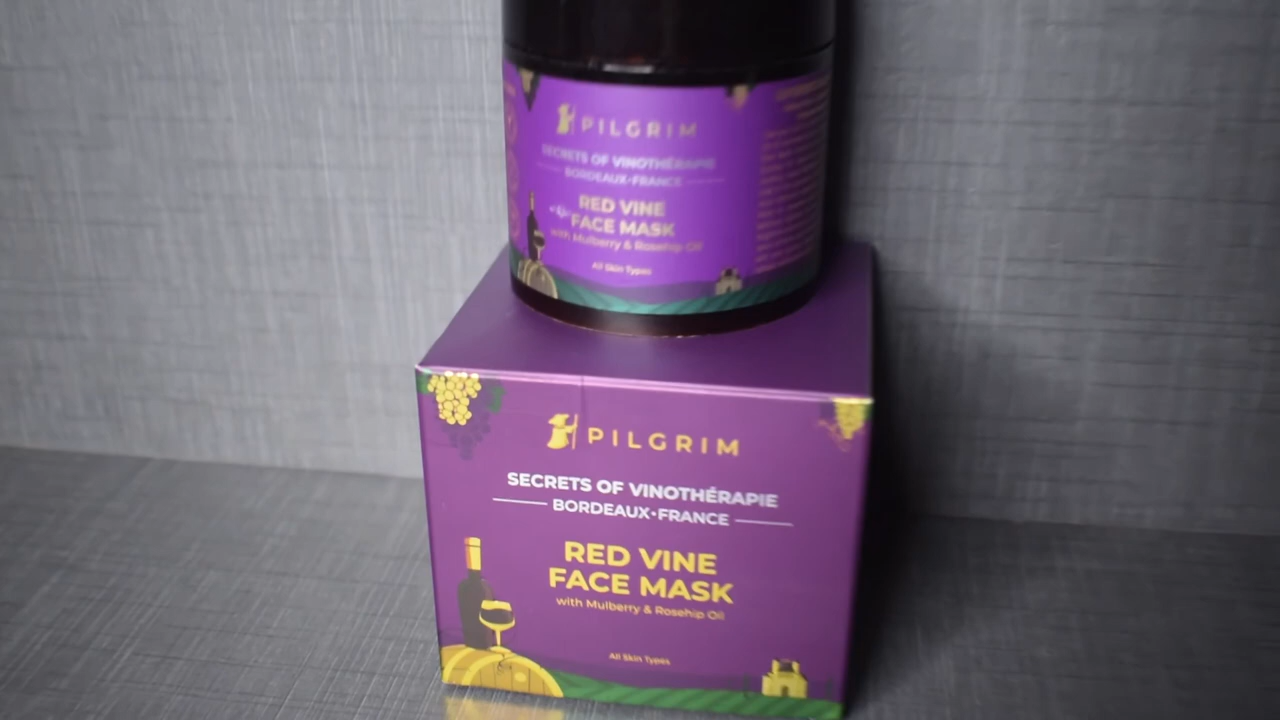 PILGRIM
SECRETS OF VINOTHÉRAPIE
BORDEAUX•FRANCE
RED VINE
FACE MASK
with Mulberry & Rosehip Oil
All Skin Types
PILGRIM
SECRETS OF VINOTHÉRAPIE
BORDEAUX•FRANCE
RED VINE
FACE MASK
with Mulberry & Rosehip Oil
All Skin Types